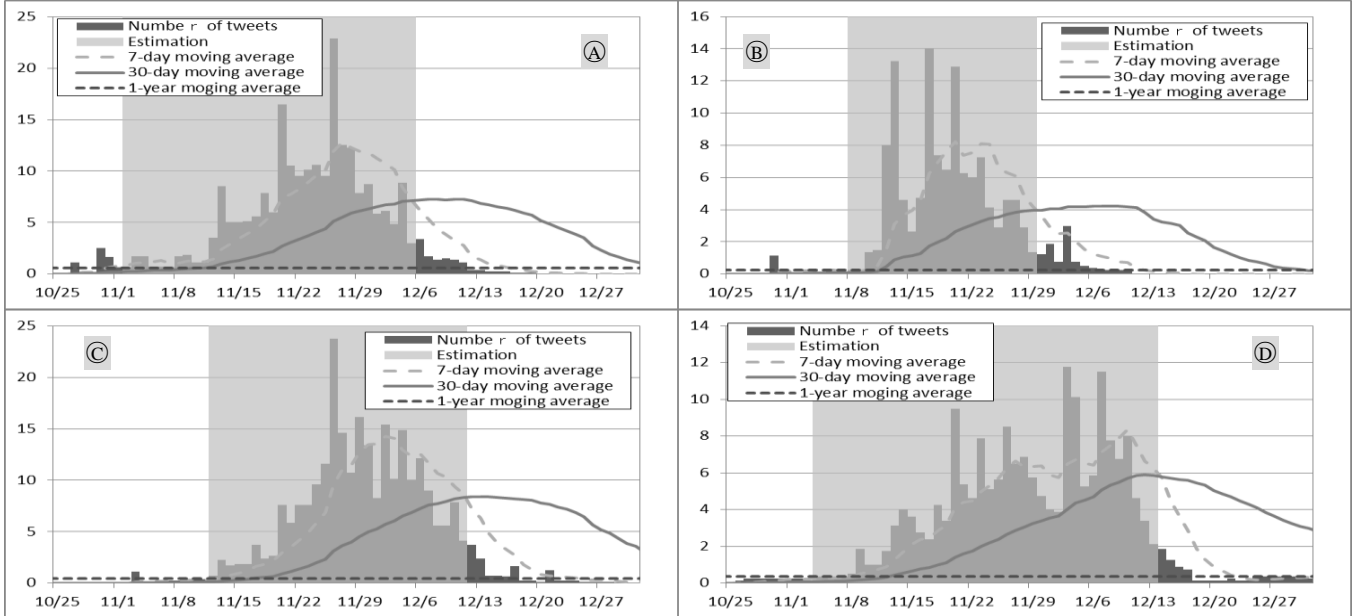 25
20
15
10
5
0
Numbe r of tweets
Estimation
7-day moving average
30-day moving average
1-year moging average
Ⓐ
10/25 11/1 11/8 11/15 11/22 11/29 12/6 12/13 12/20 12/27
16
14
12
10
8
6
4
2
0
Ⓑ
Numbe r of tweets
Estimation
7-day moving average
30-day moving average
1-year moging average
10/25 11/1 11/8 11/15 11/22 11/29 12/6 12/13 12/20 12/27
25
20
15
10
5
0
Ⓒ
Numbe r of tweets
Estimation
7-day moving average
30-day moving average
1-year moging average
10/25 11/1 11/8 11/15 11/22 11/29 12/6 12/13 12/20 12/27
14
12
10
8
6
4
2
0
Numbe r of tweets
Estimation
7-day moving average
30-day moving average
1-year moging average
Ⓓ
10/25 11/1 11/8 11/15 11/22 11/29 12/6 12/13 12/20 12/27